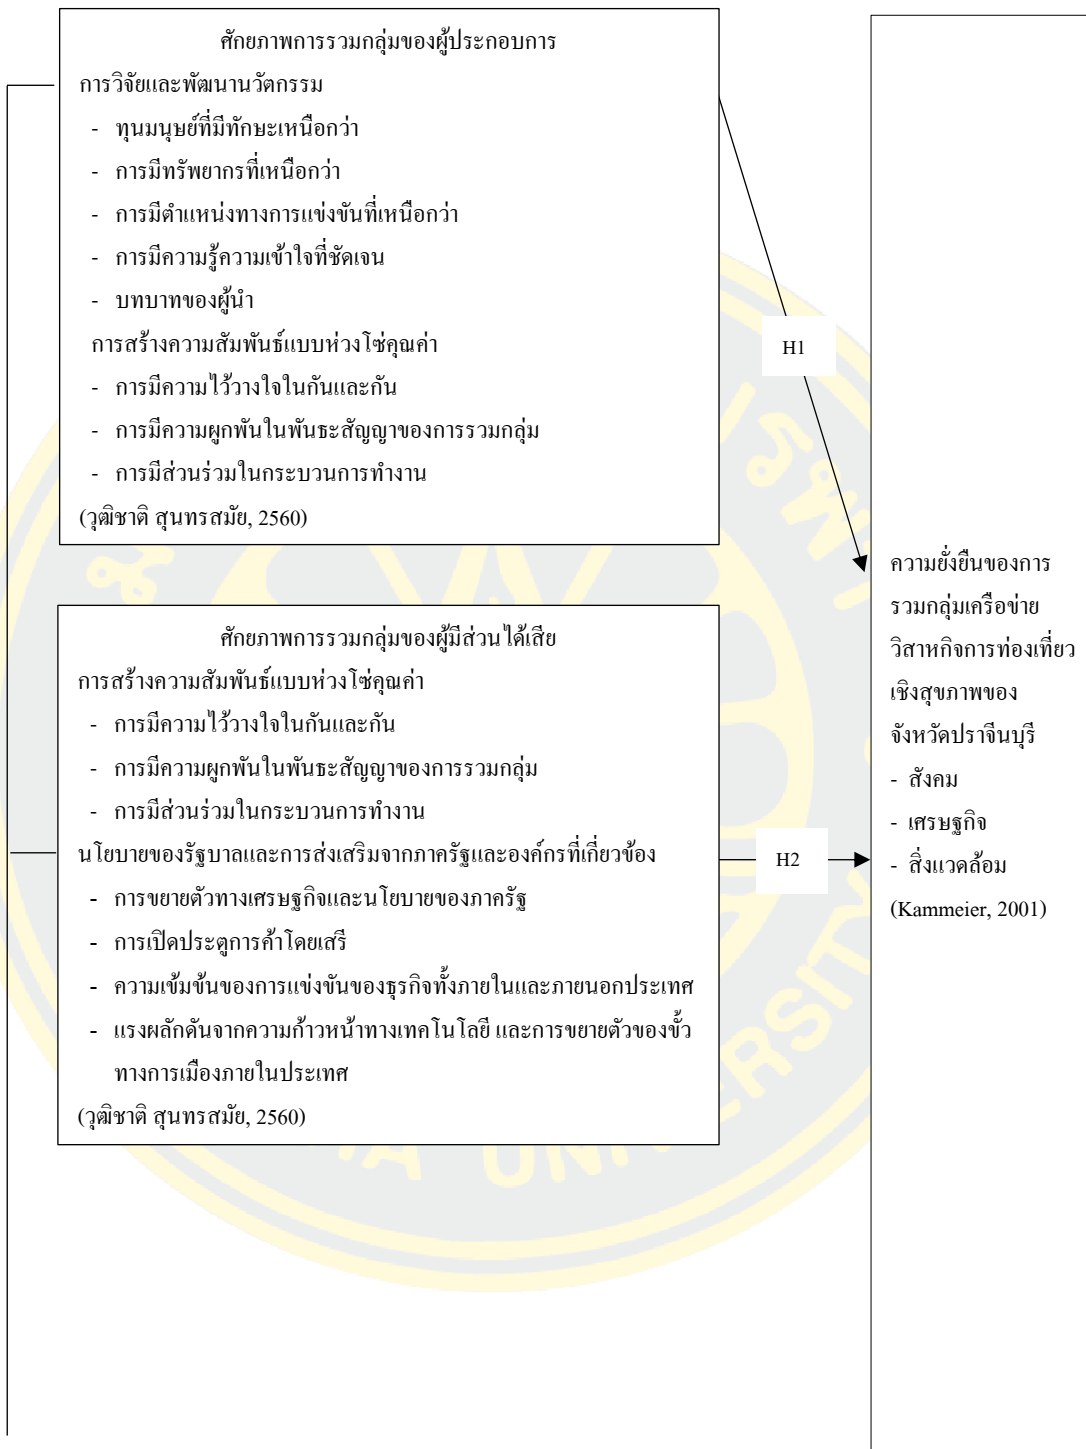 ศักยภาพการรวมกลุ่มของผู้ประกอบการ
การวิจัยและพัฒนานวัตกรรม
- ทุนมนุษย์ที่มีทักษะเหนือกว่า
- การมีทรัพยากรที่เหนือกว่า
- การมีตำแหน่งทางการแข่งขันที่เหนือกว่า
- การมีความรู้ความเข้าใจที่ชัดเจน
- บทบาทของผู้นำ
การสร้างความสัมพันธ์แบบห่วงโซ่คุณค่า
- การมีความไว้วางใจในกันและกัน
- การมีความผูกพันในพันธะสัญญาของการรวมกลุ่ม
- การมีส่วนร่วมในกระบวนการทำงาน
(วุฒิชาติ สุนทรสมัย, 2560)
H1
ศักยภาพการรวมกลุ่มของผู้มีส่วนได้เสีย
การสร้างความสัมพันธ์แบบห่วงโซ่คุณค่า
- การมีความไว้วางใจในกันและกัน
- การมีความผูกพันในพันธะสัญญาของการรวมกลุ่ม
- การมีส่วนร่วมในกระบวนการทำงาน
นโยบายของรัฐบาลและการส่งเสริมจากภาครัฐและองค์กรที่เกี่ยวข้อง
- การขยายตัวทางเศรษฐกิจและนโยบายของภาครัฐ
- การเปิดประตูการค้าโดยเสรี
- ความเข้มข้นของการแข่งขันของธุรกิจทั้งภายในและภายนอกประเทศ
- แรงผลักดันจากความก้าวหน้าทางเทคโนโลยี และการขยายตัวของขั้ว
ทางการเมืองภายในประเทศ
(วุฒิชาติ สุนทรสมัย, 2560)
H2
ความยั่งยืนของการ
รวมกลุ่มเครือข่าย
วิสาหกิจการท่องเที่ยว
เชิงสุขภาพของ
จังหวัดปราจีนบุรี
- สังคม
- เศรษฐกิจ
- สิ่งแวดล้อม
(Kammeier, 2001)
UNIVERSITY